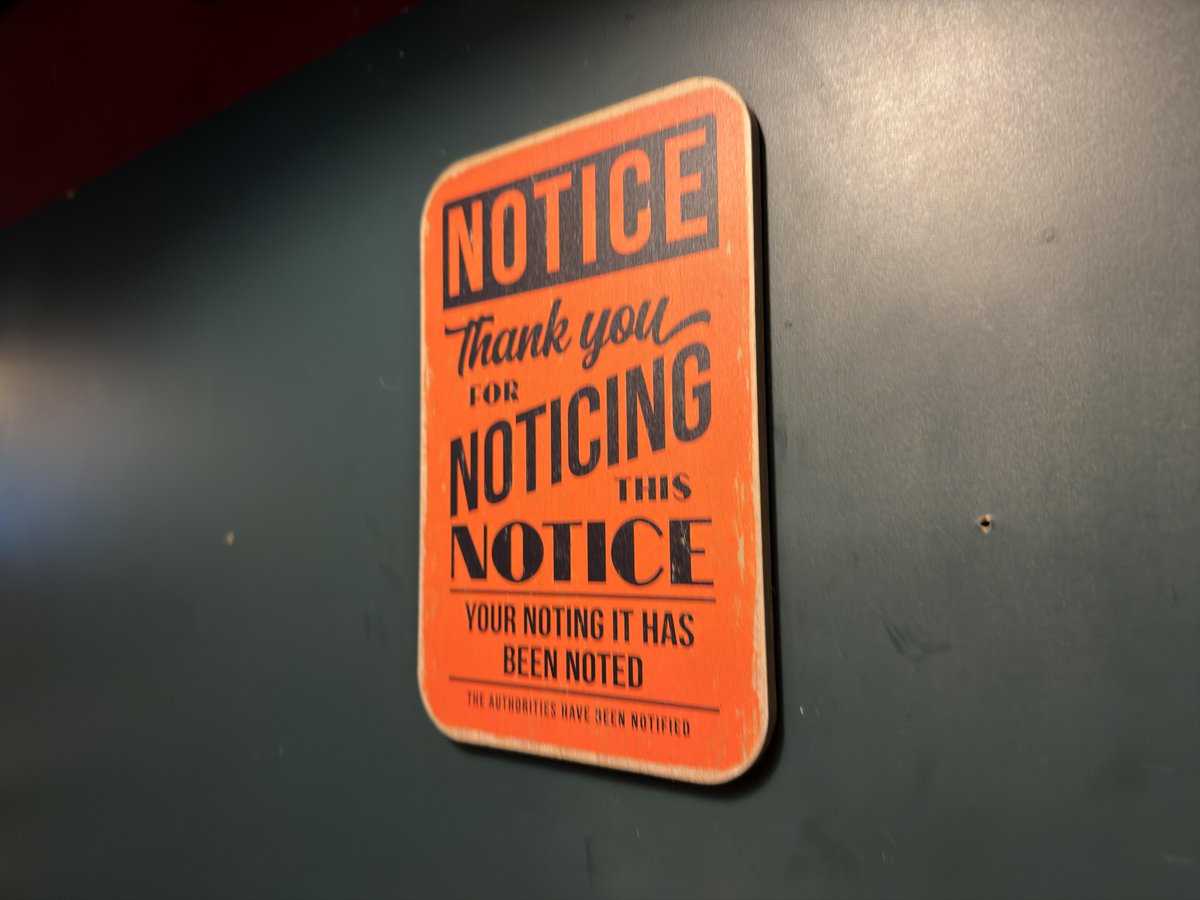 NOTICE
Thank you
FOR
NOTICING
THIS
NOTICE
YOUR NOTING IT HAS
BEEN NOTED
THE AUTHORITIES HAVE BEEN NOTIFIED